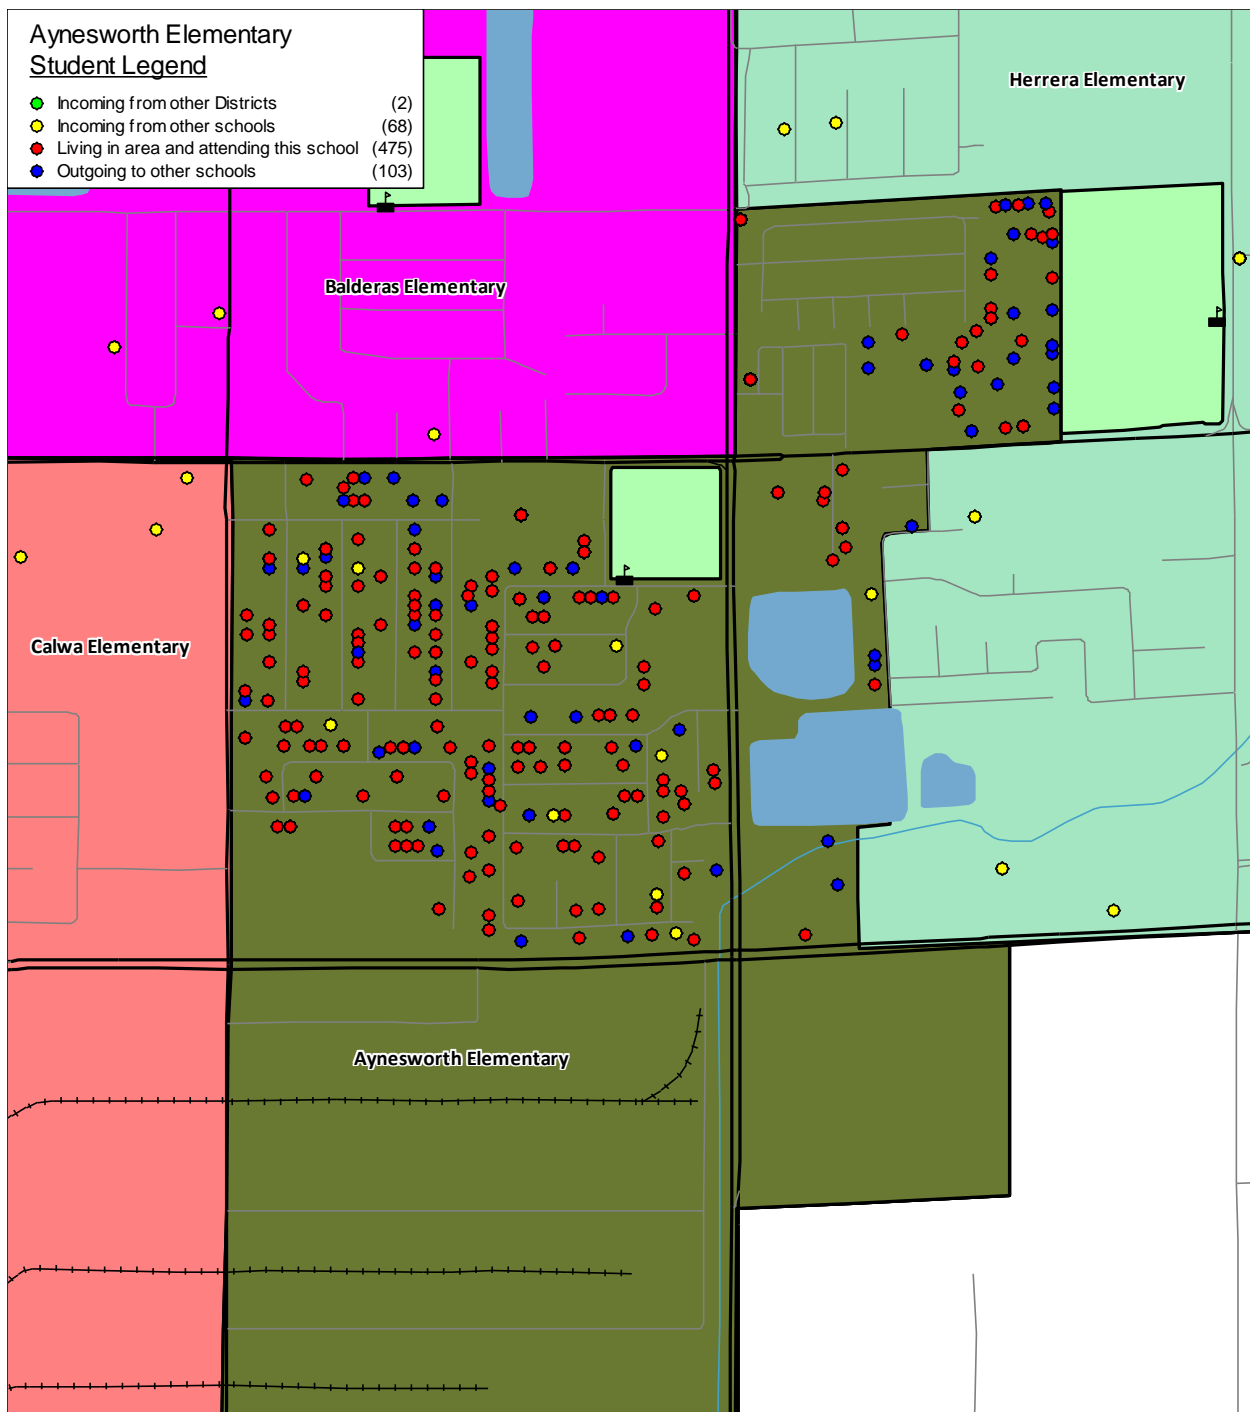 Aynesworth Elementary
Student Legend
Incoming from other Districts (2)
Incoming from other schools (68)
Living in area and attending this school (475)
Outgoing to other schools (103)
Herrera Elementary
Balderas Elementary
Calwa Elementary
Aynesworth Elementary